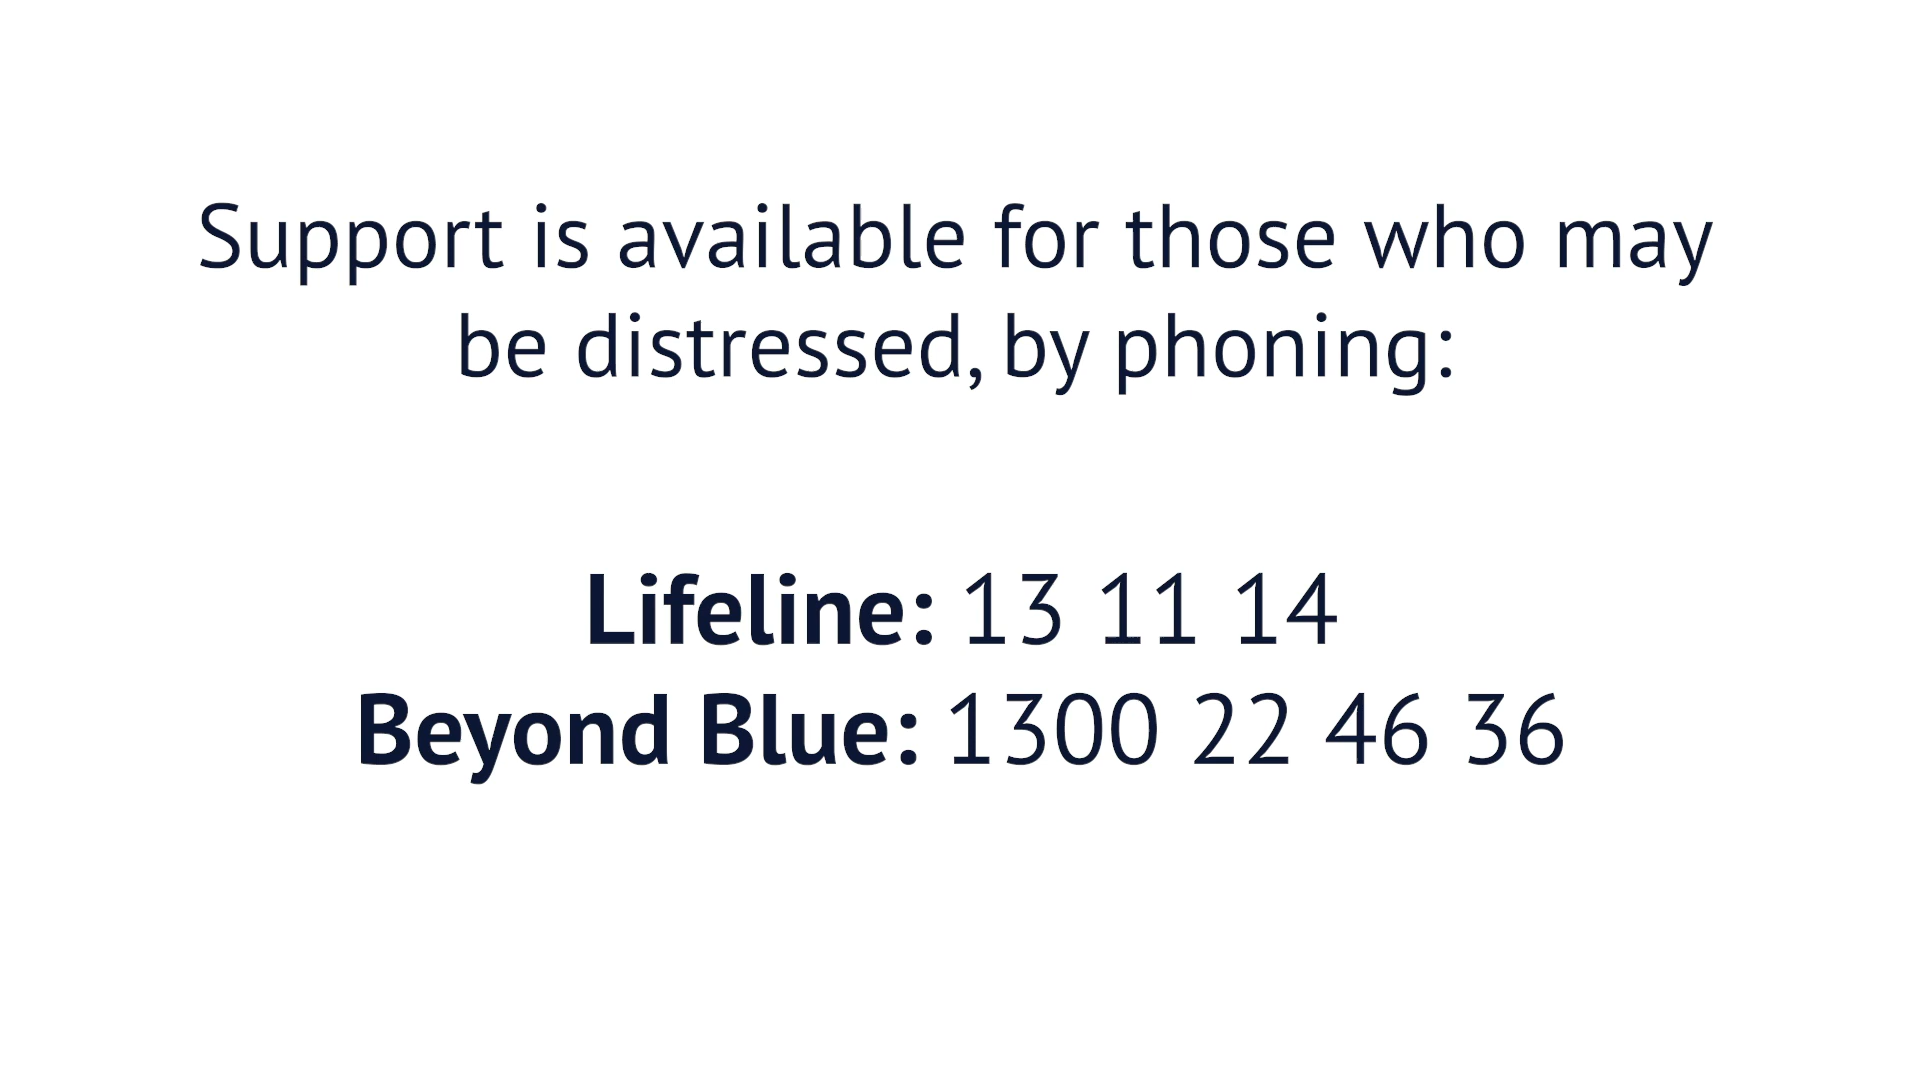 Support is available for those who may
be distressed, by phoning:
Lifeline: 13 11 14
Beyond Blue: 1300 22 46 36